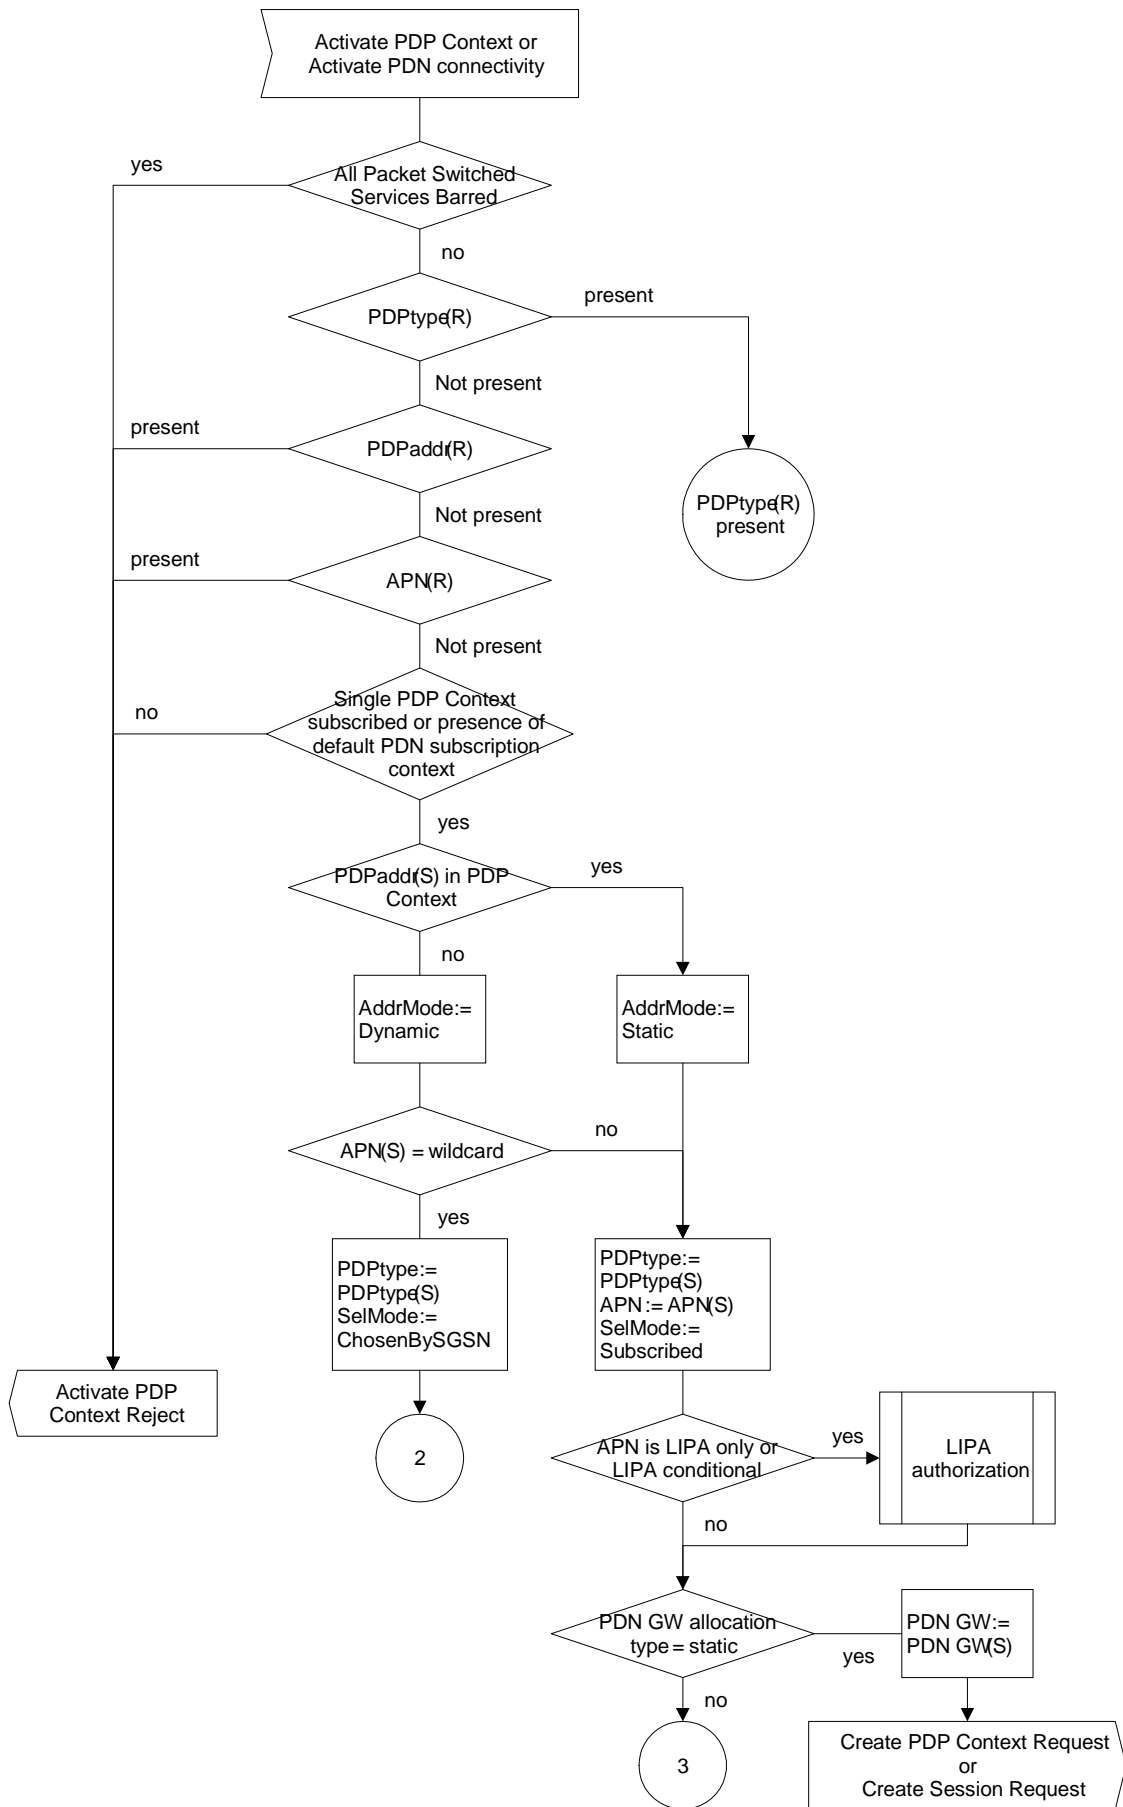 Activate PDP Context or
Activate PDN connectivity
yes
All Packet Switched
Services Barred
no
PDPtype(R)
present
Not present
present
PDPaddr(R)
PDPtype(R)
present
Not present
present
APN(R)
Not present
no
Single PDP Context
subscribed or presence of
default PDN subscription
context
yes
PDPaddr(S) in PDP
Context
yes
no
AddrMode:=
Dynamic
AddrMode:=
Static
APN(S) = wildcard
no
yes
PDPtype:=
PDPtype(S)
SelMode:=
ChosenBySGSN
PDPtype:=
PDPtype(S)
APN := APN(S)
SelMode:=
Subscribed
Activate PDP
Context Reject
2
APN is LIPA only or
LIPA conditional
yes
LIPA
authorization
no
PDN GW allocation
type = static
yes
PDN GW:=
PDN GW(S)
no
3
Create PDP Context Request
or
Create Session Request